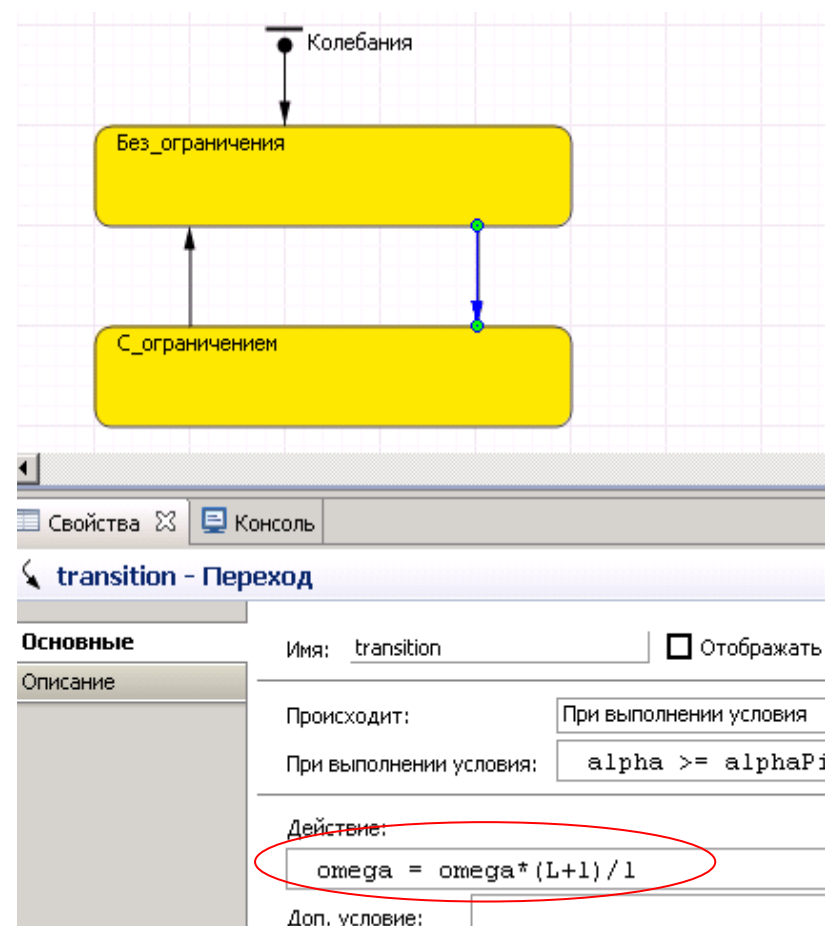 Колебания
Без_ограничения
С_ограничением
Свойства Консоль
transition - Переход
Основные
Описание
Имя: transition Отображать
Происходит: При выполнении условия
При выполнении условия: alpha >= alphaPi
Действие:
omega = omega*(L+l)/l
Доп. условие: